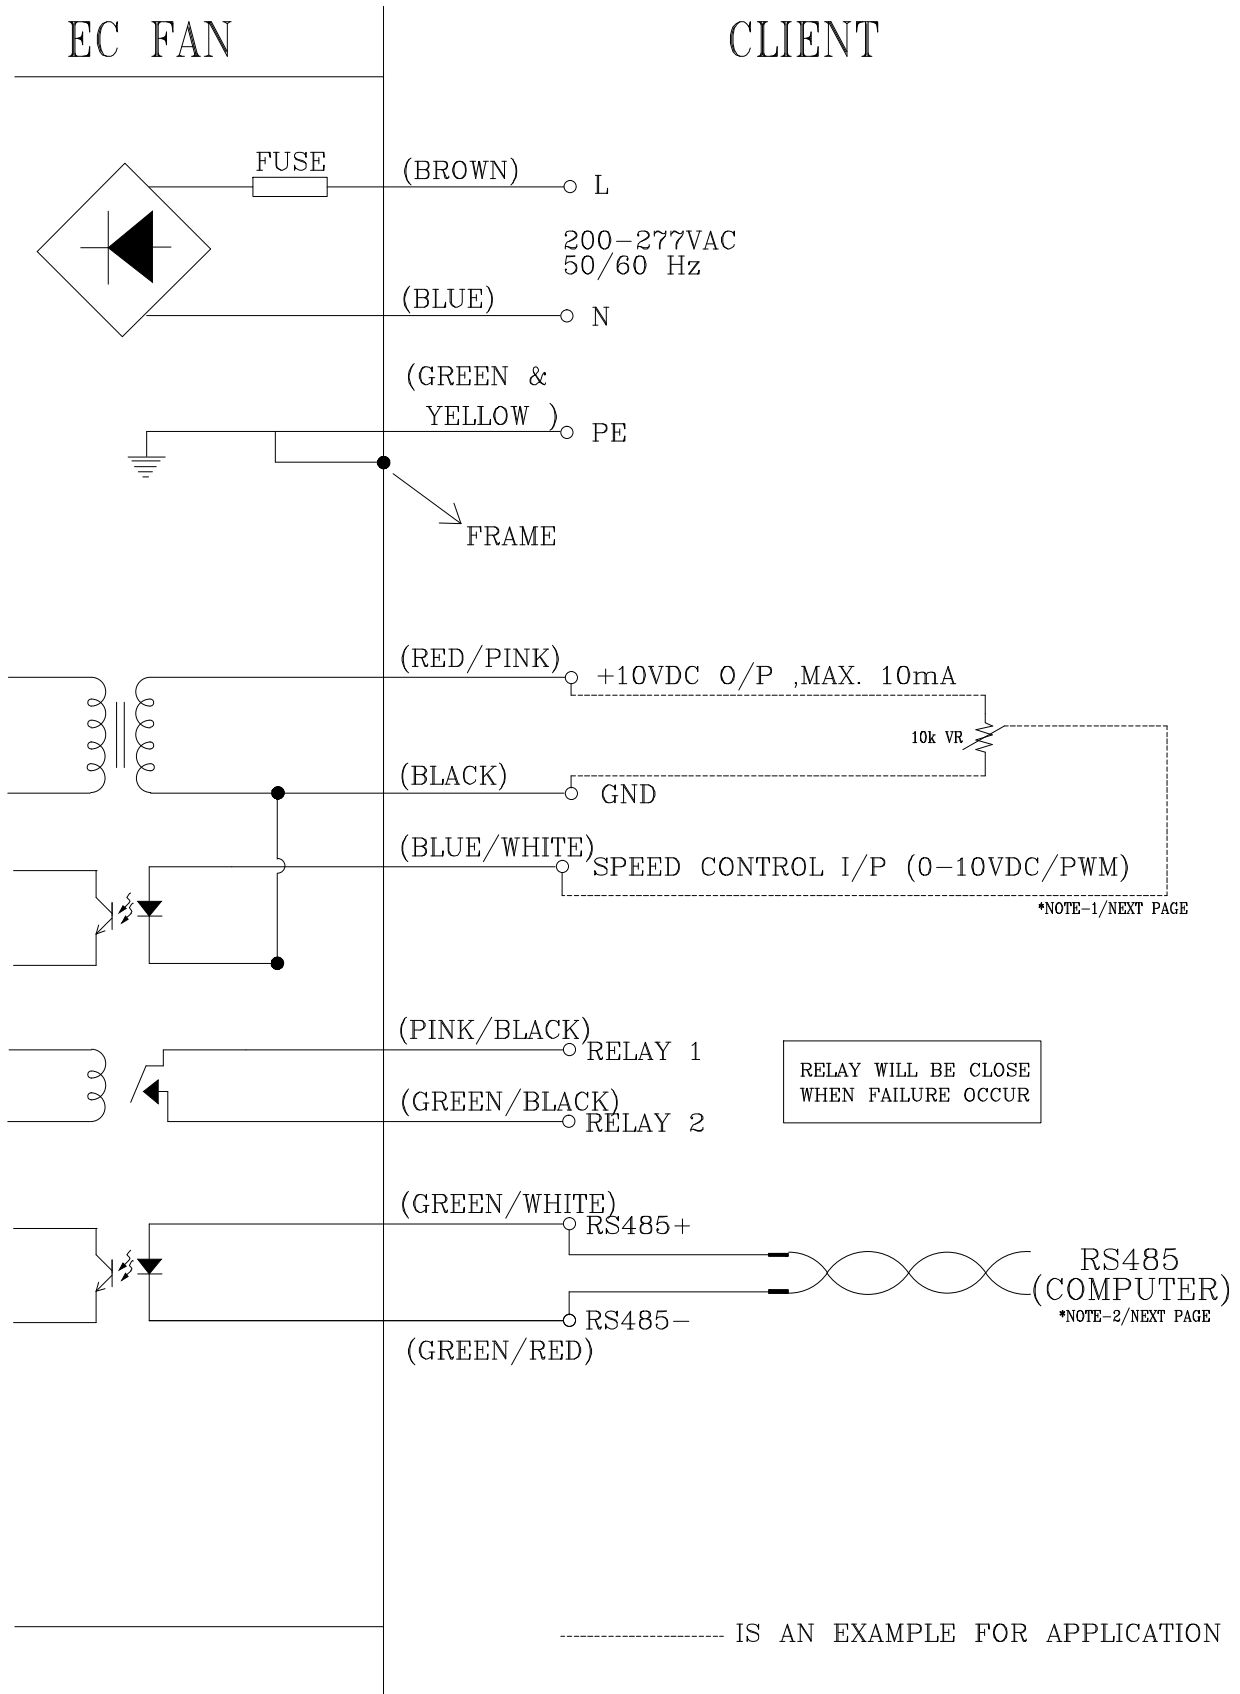 EC FAN
CLIENT
FUSE
(BROWN)
L
200-277VAC
50/60 Hz
(BLUE)
N
(GREEN &
YELLOW )
PE
FRAME
(RED/PINK)
+10VDC O/P ,MAX. 10mA
10k VR
(BLACK)
GND
(BLUE/WHITE)
SPEED CONTROL I/P (0-10VDC/PWM)
*NOTE-1/NEXT PAGE
(PINK/BLACK)
RELAY 1
RELAY WILL BE CLOSE
WHEN FAILURE OCCUR
(GREEN/BLACK)
RELAY 2
(GREEN/WHITE)
RS485+
RS485
(COMPUTER)
*NOTE-2/NEXT PAGE
RS485-
(GREEN/RED)
IS AN EXAMPLE FOR APPLICATION